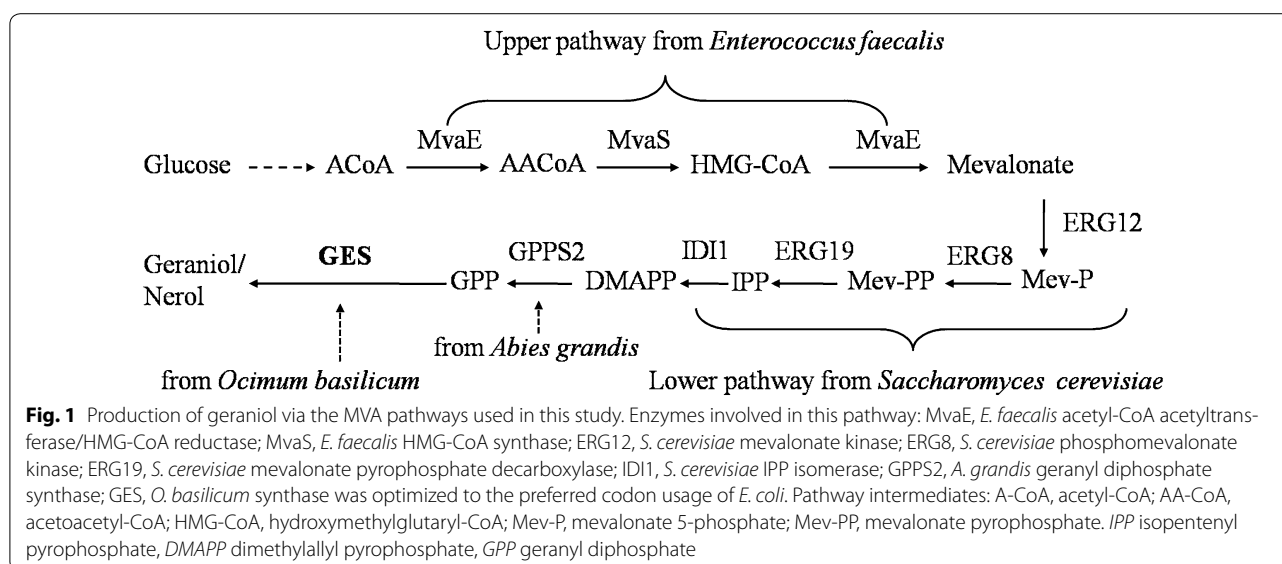 Upper pathway from Enterococcus faecalis
MvaE MvaS MvaE
Glucose ACoA AACoA HMG-CoA Mevalonate
ERG12
GES GPPS2 IDI1 ERG19 ERG8
Geraniol/
Nerol GPP DMAPP IPP Mev-PP Mev-P
from Abies grandis
from Ocimum basilicum Lower pathway from Saccharomyces cerevisiae
Fig. 1 Production of geraniol via the MVA pathways used in this study. Enzymes involved in this pathway: MvaE, E. faecalis acetyl-CoA acetyltrans-
ferase/HMG-CoA reductase; MvaS, E. faecalis HMG-CoA synthase; ERG12, S. cerevisiae mevalonate kinase; ERG8, S. cerevisiae phosphomevalonate
kinase; ERG19, S. cerevisiae mevalonate pyrophosphate decarboxylase; IDI1, S. cerevisiae IPP isomerase; GPPS2, A. grandis geranyl diphosphate
synthase; GES, O. basilicum synthase was optimized to the preferred codon usage of E. coli. Pathway intermediates: A-CoA, acetyl-CoA; AA-CoA,
acetoacetyl-CoA; HMG-CoA, hydroxymethylglutaryl-CoA; Mev-P, mevalonate 5-phosphate; Mev-PP, mevalonate pyrophosphate. IPP isopentenyl
pyrophosphate, DMAPP dimethylallyl pyrophosphate, GPP geranyl diphosphate